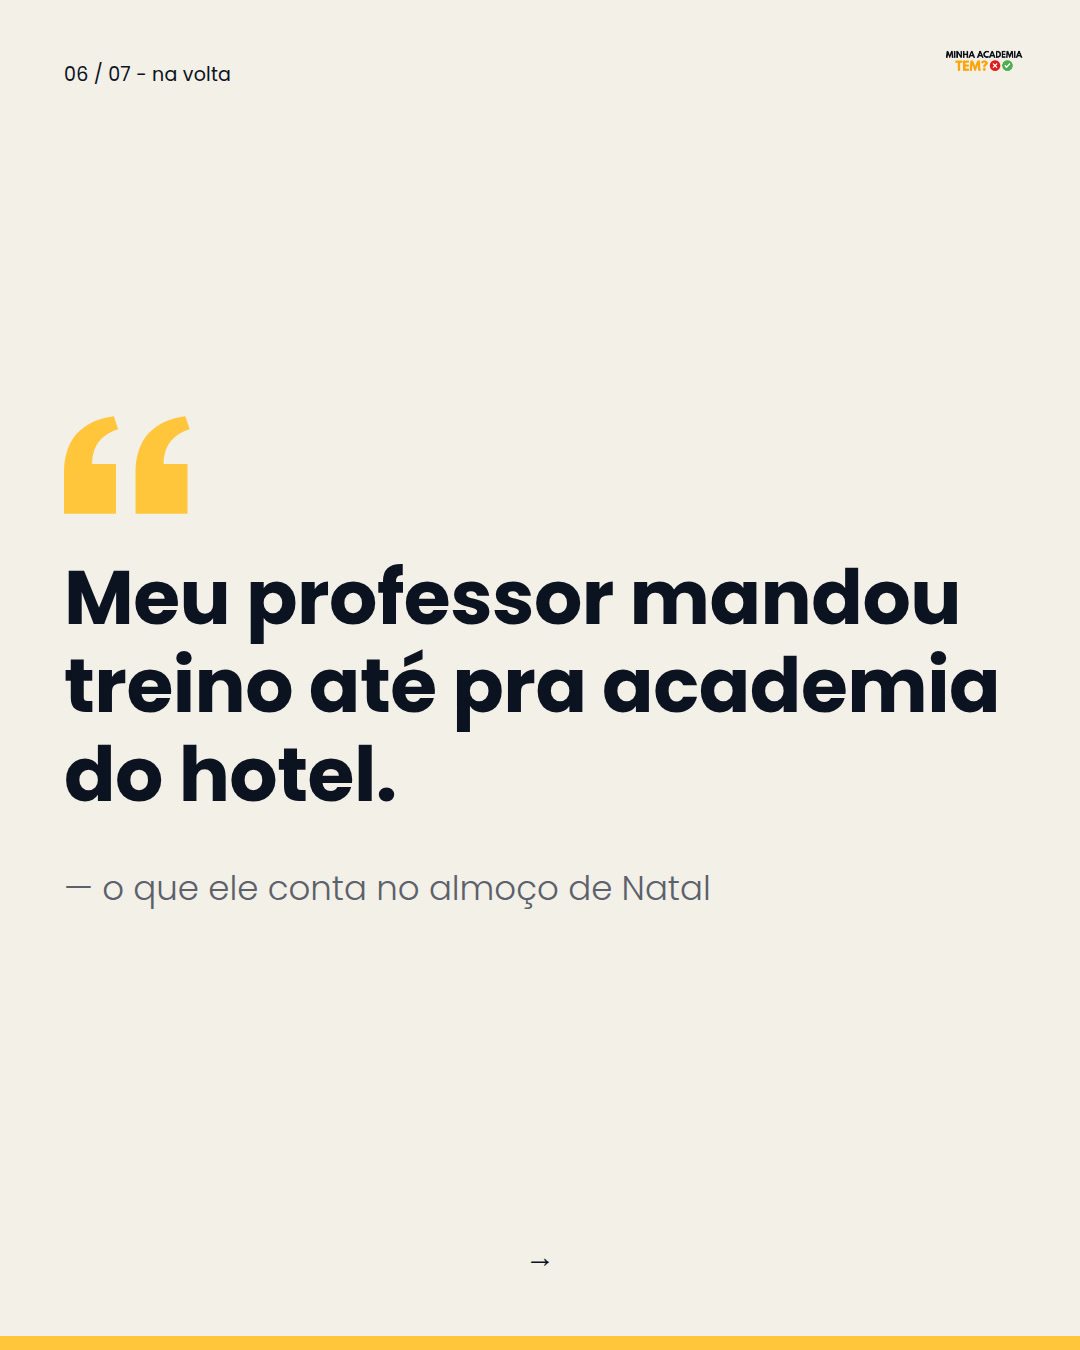 06 / 07 - na volta
MINHA ACADEMIA
TEM?
“
Meu professor mandou
treino até pra academia
do hotel.
— o que ele conta no almoço de Natal
→